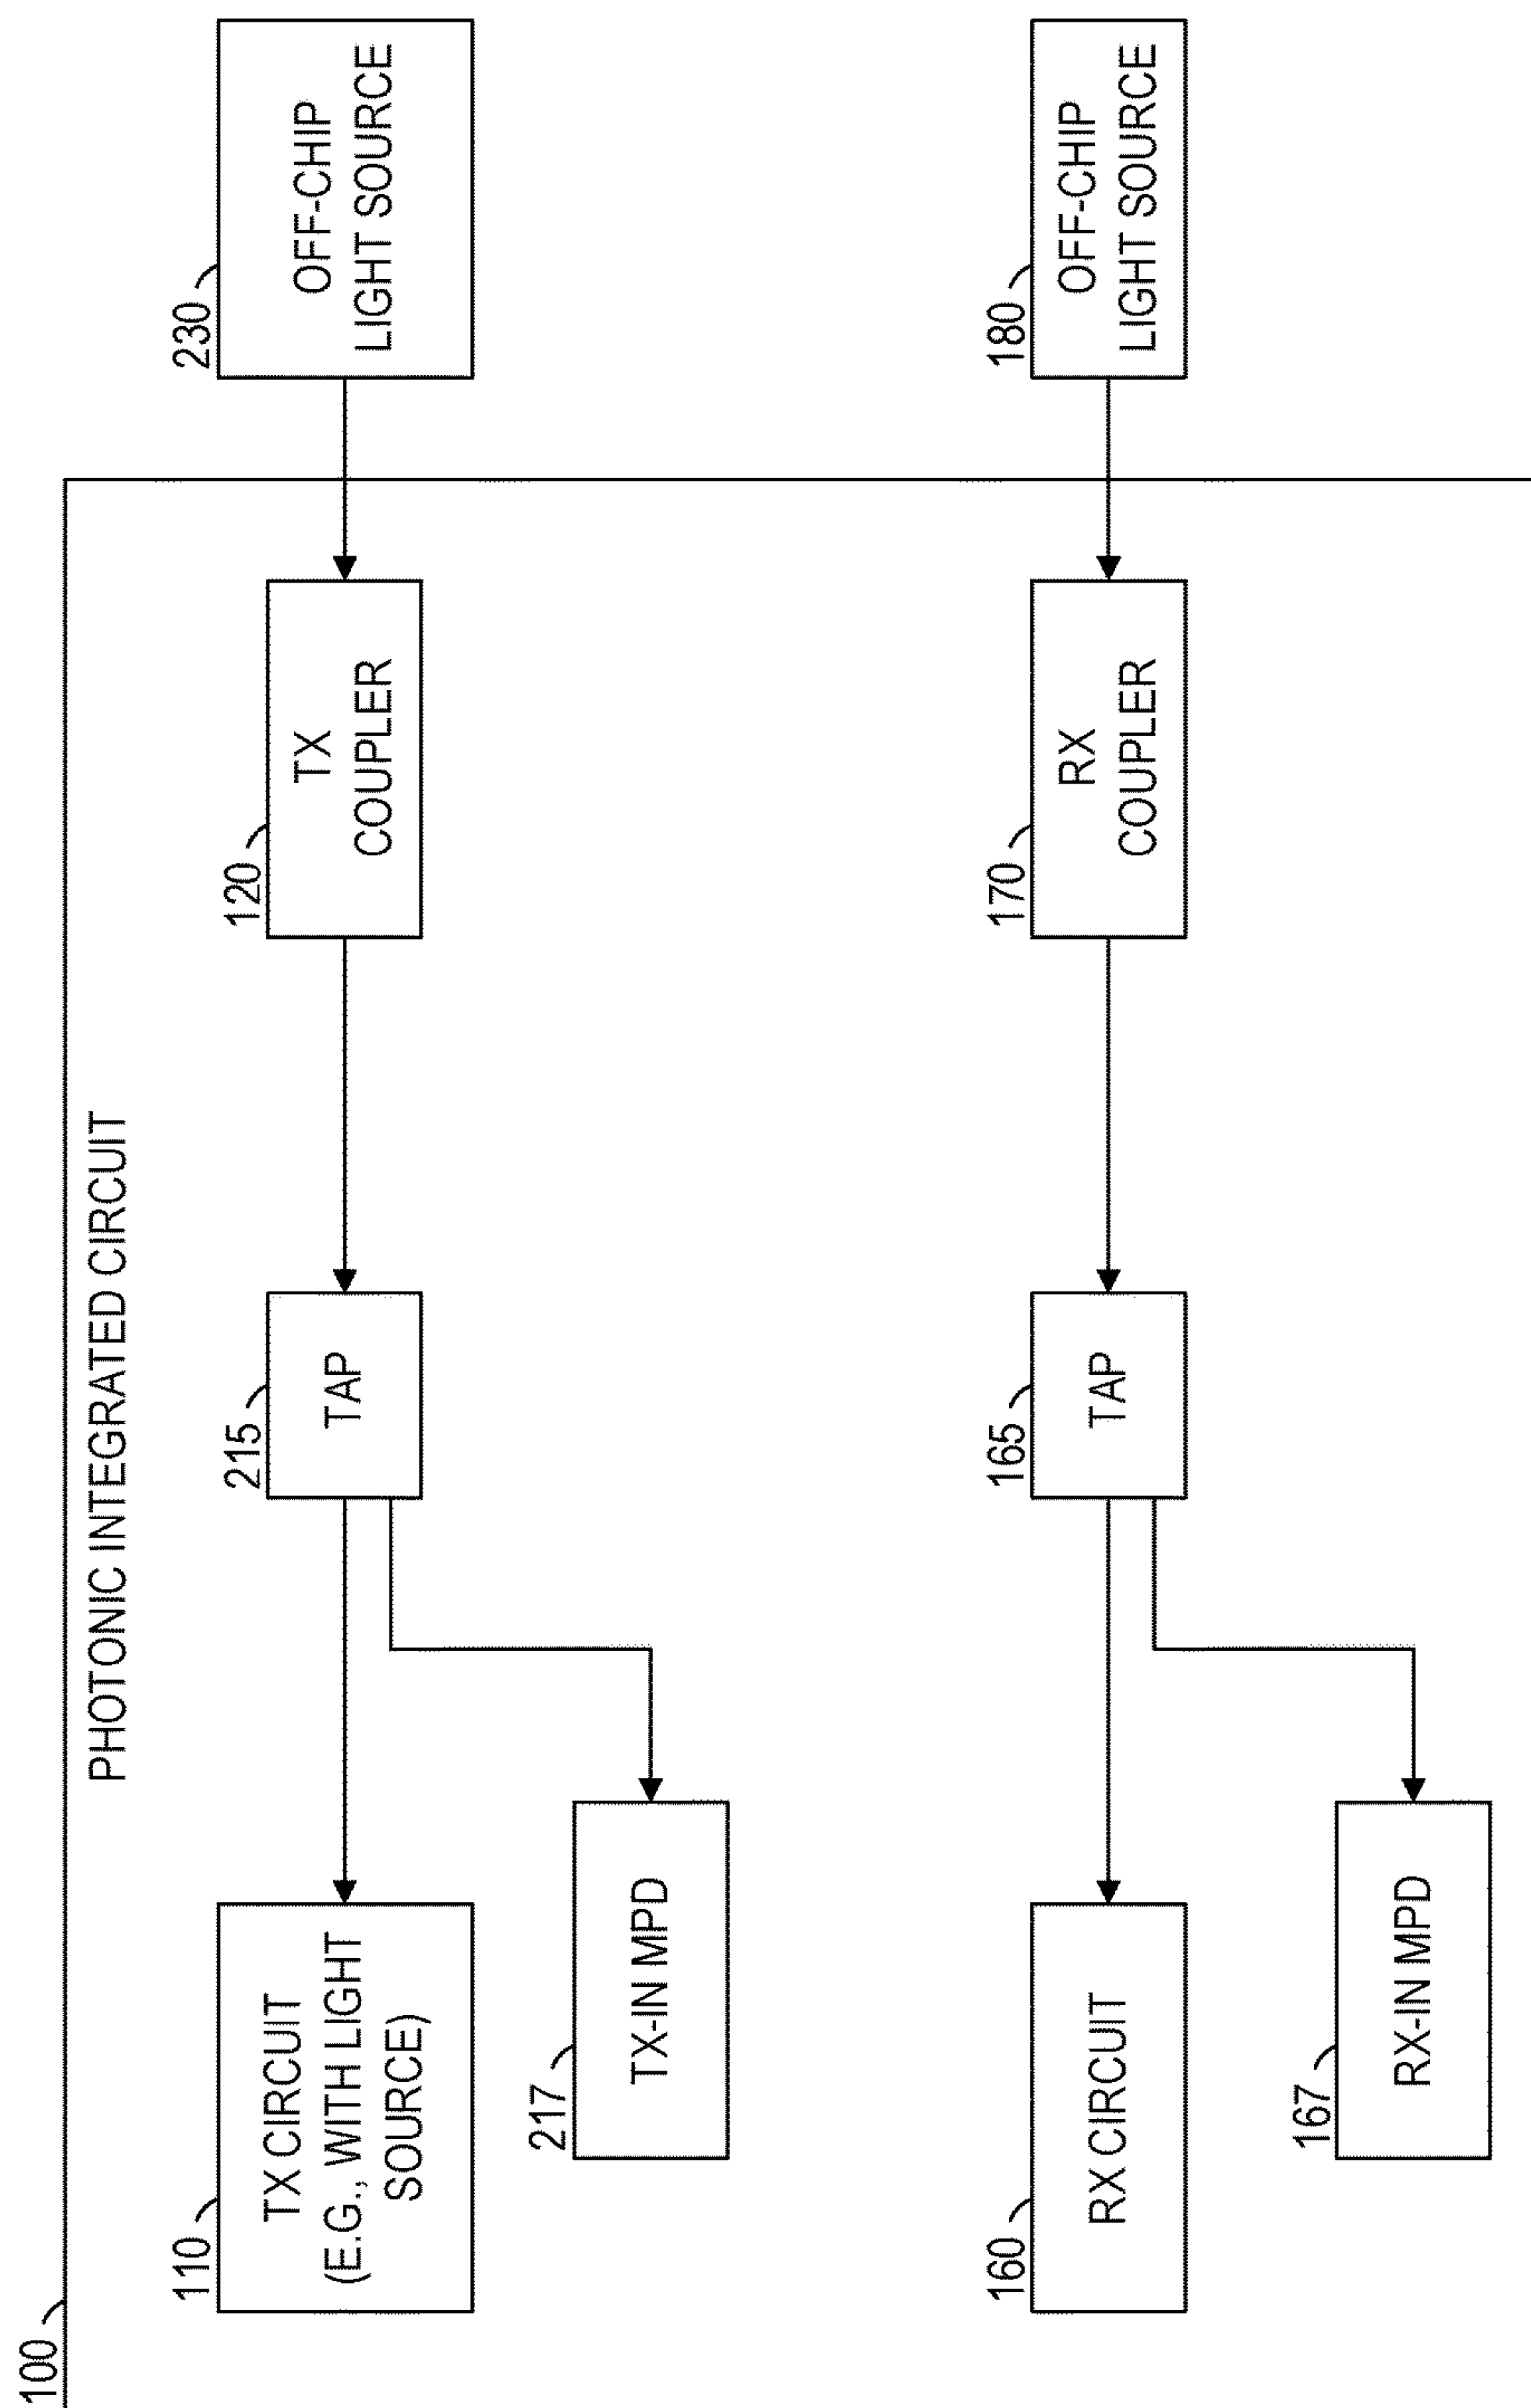 100
PHOTONIC INTEGRATED CIRCUIT
110
TX CIRCUIT
(E.G., WITH LIGHT
SOURCE)
215
TAP
120
TX
COUPLER
230
OFF-CHIP
LIGHT SOURCE
217
TX-IN MPD
160
RX CIRCUIT
165
TAP
170
RX
COUPLER
180
OFF-CHIP
LIGHT SOURCE
167
RX-IN MPD